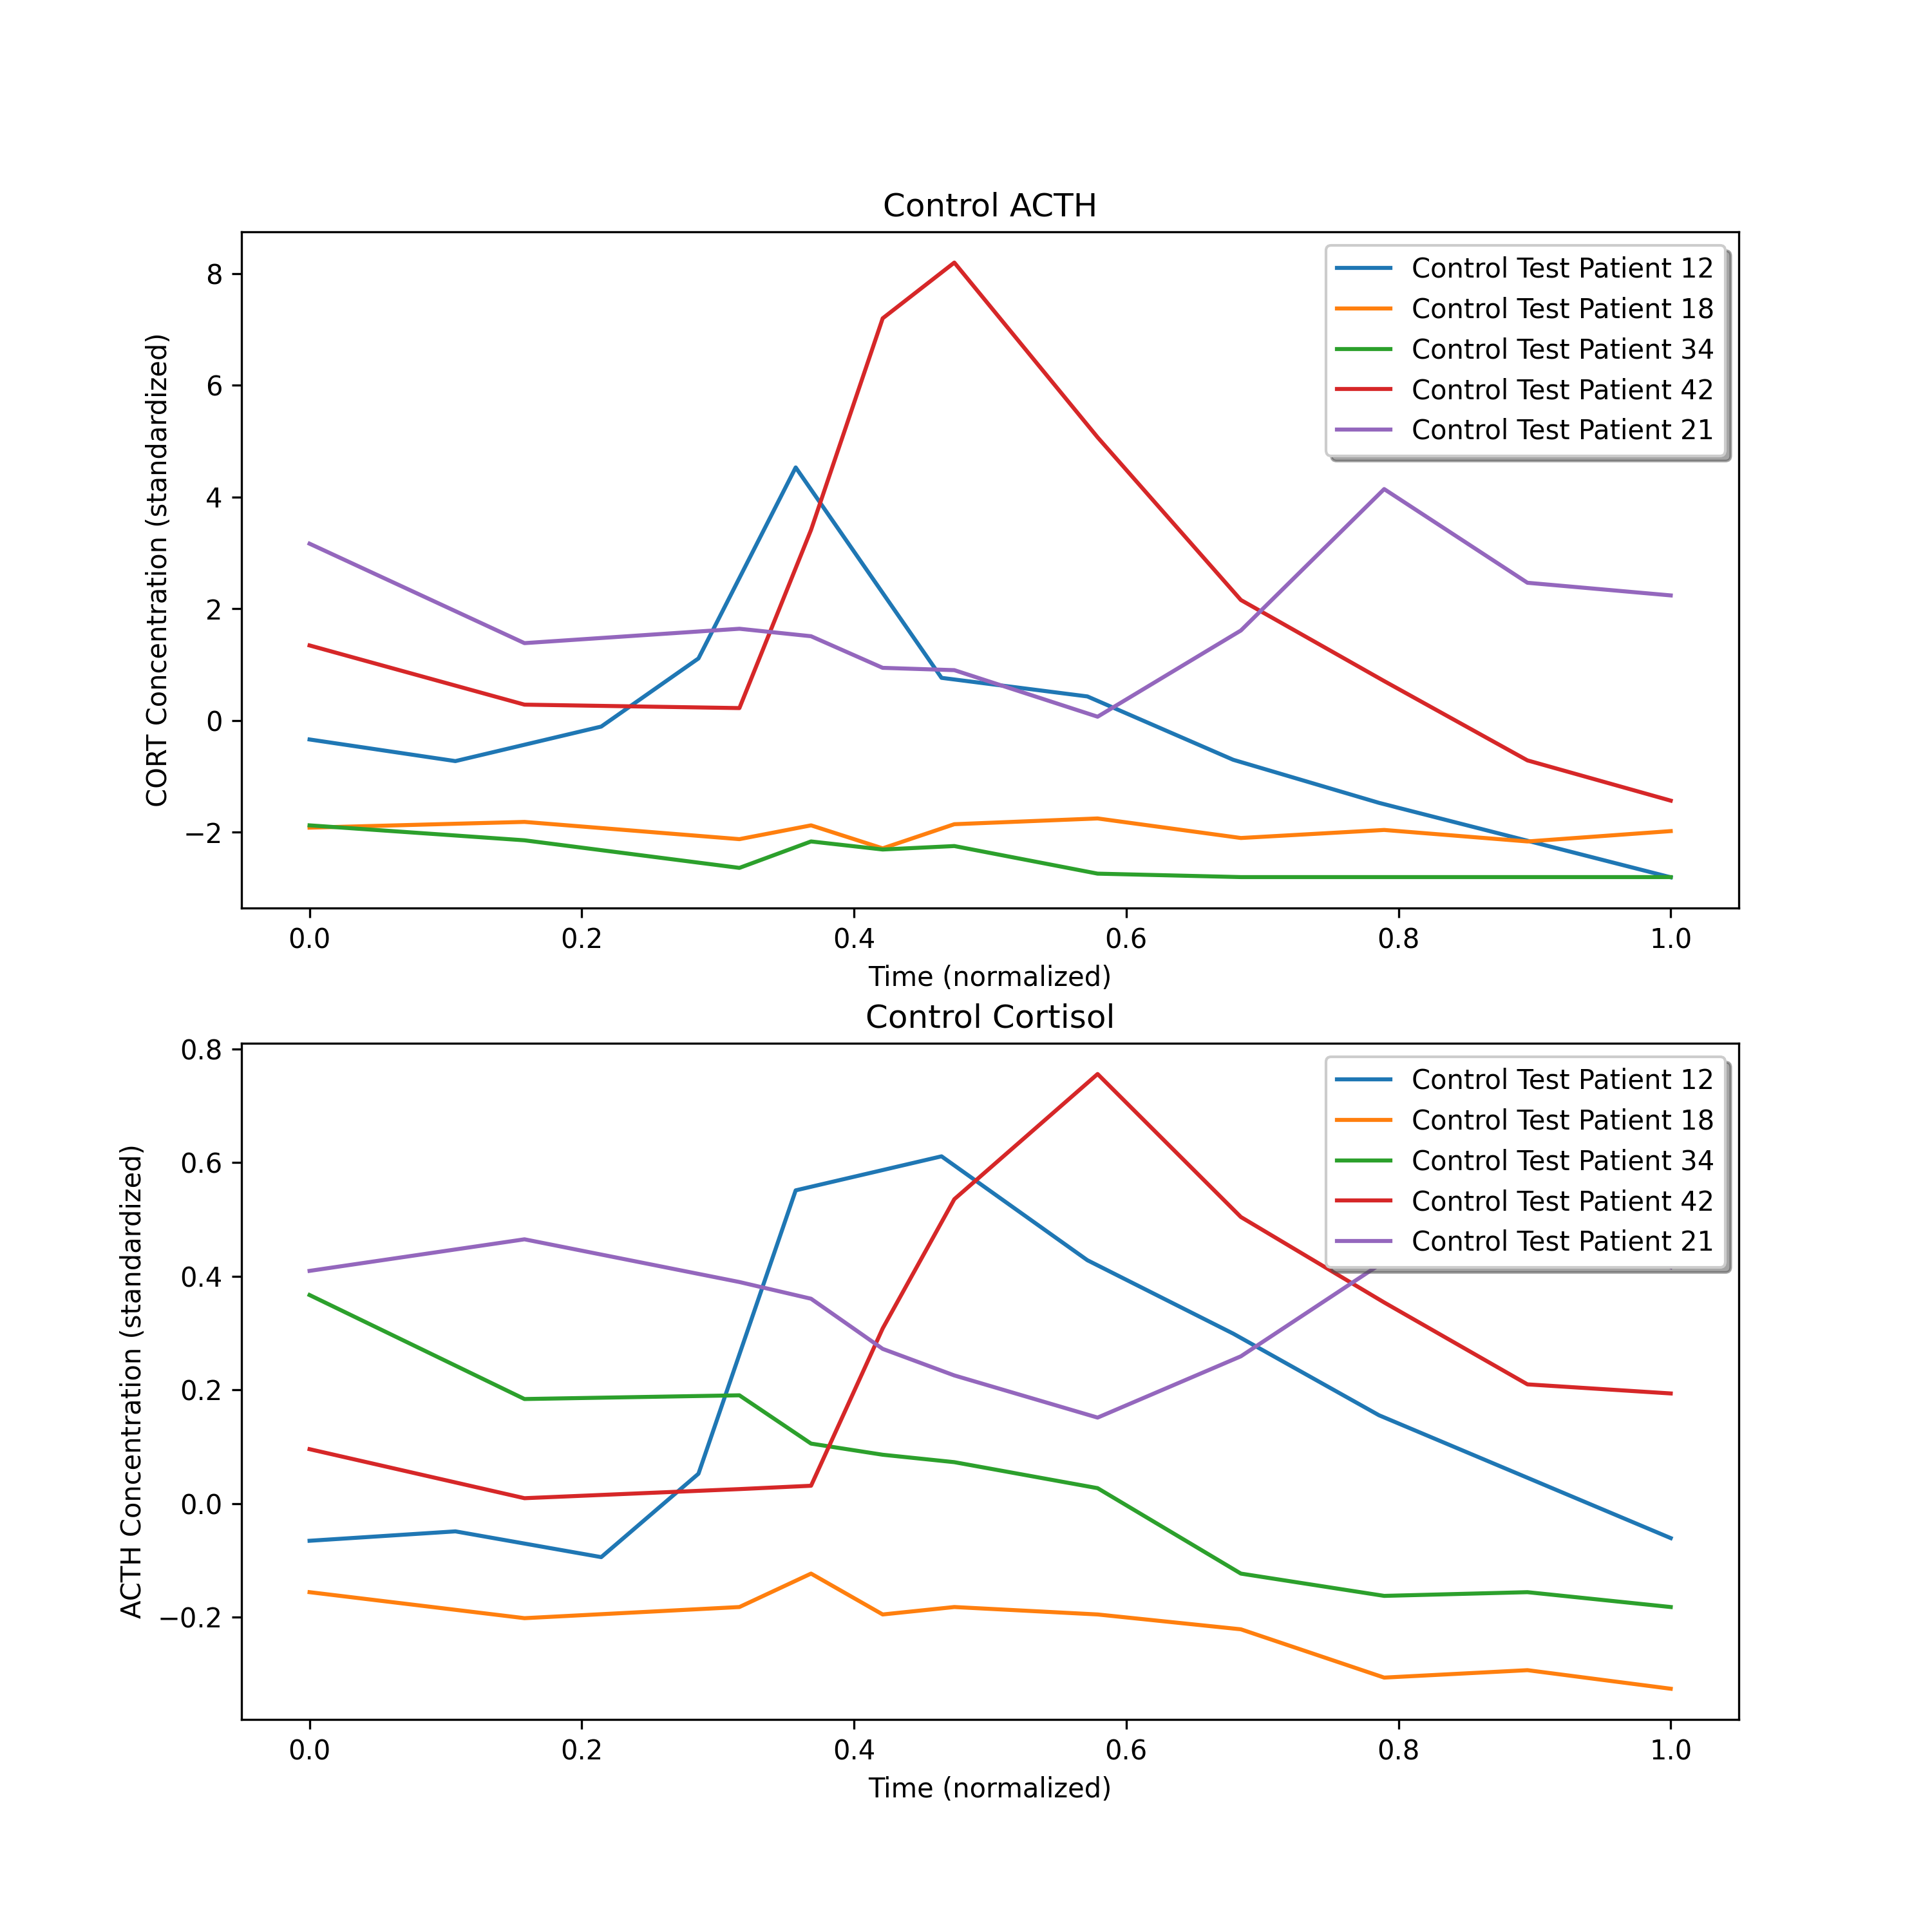 Control ACTH
CORT Concentration (standardized)
8
6
4
2
0
−2
Control Test Patient 12
Control Test Patient 18
Control Test Patient 34
Control Test Patient 42
Control Test Patient 21
0.0 0.2 0.4 0.6 0.8 1.0
Time (normalized)
Control Cortisol
ACTH Concentration (standardized)
0.8
0.6
0.4
0.2
0.0
−0.2
Control Test Patient 12
Control Test Patient 18
Control Test Patient 34
Control Test Patient 42
Control Test Patient 21
0.0 0.2 0.4 0.6 0.8 1.0
Time (normalized)